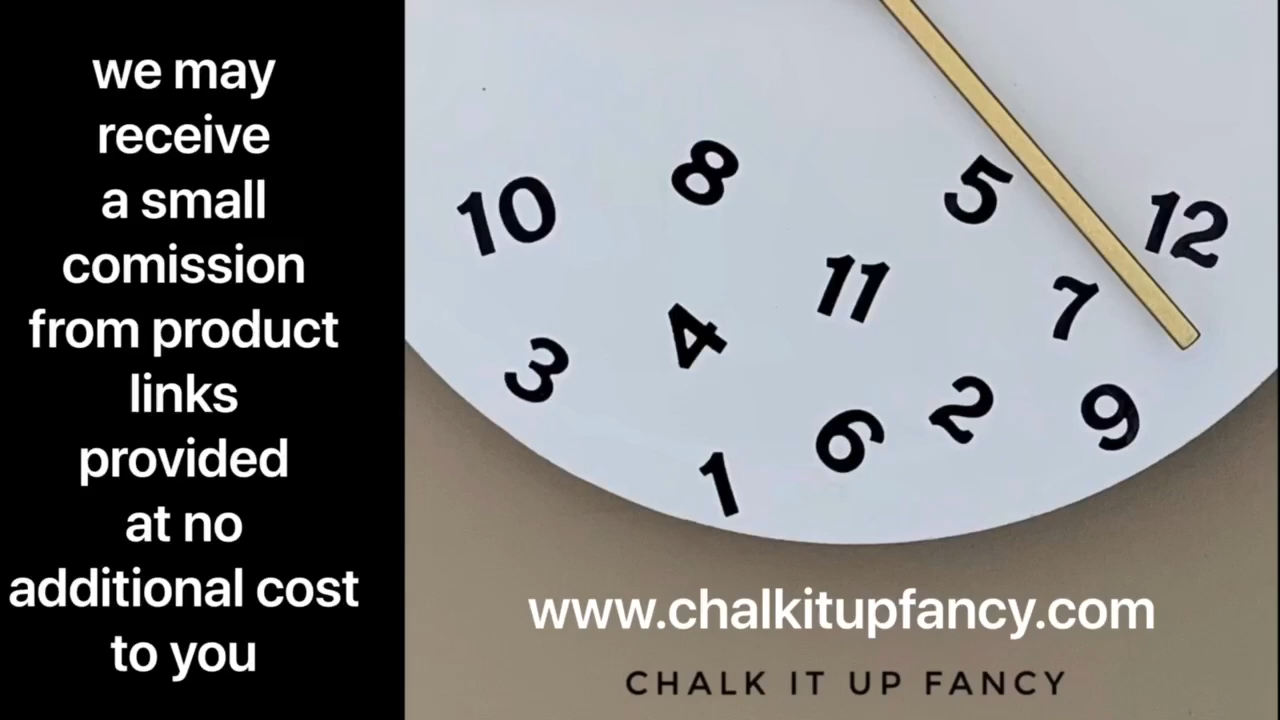 we may
receive
a small
comission
from product
links
provided
at no
additional cost
to you
8
5
10
12
11
7
4
3
2
9
6
1
www.chalkitupfancy.com
CHALK IT UP FANCY